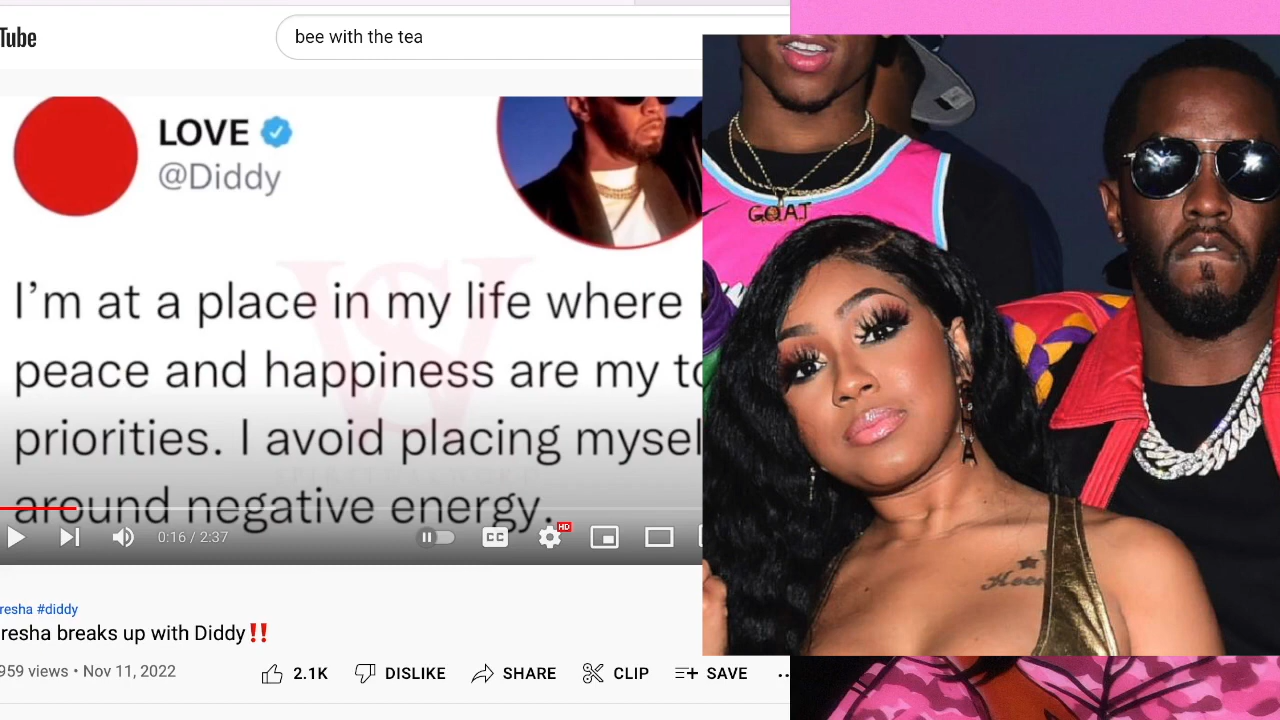 Tube
bee with the tea
LOVE
@Diddy
I'm at a place in my life where
peace and happiness are my to
priorities. I avoid placing mysel
around negative energy.
0:16 / 2:37
CC
HD
resha #diddy
resha breaks up with Diddy‼️
959 views • Nov 11, 2022
2.1K
DISLIKE
SHARE
CLIP
SAVE
GOAT
A